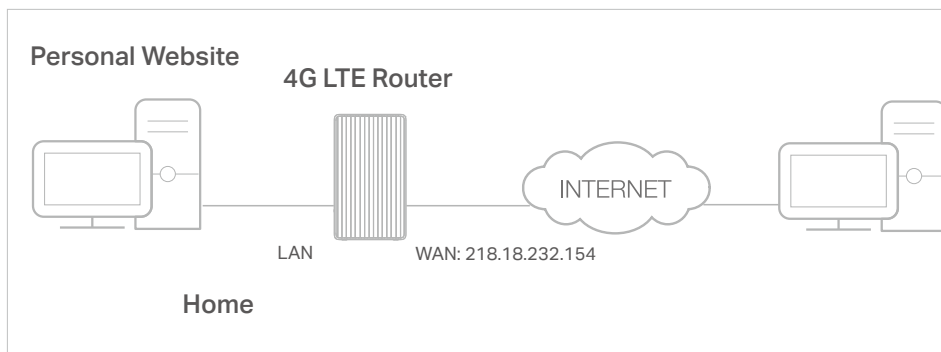 Personal Website
4G LTE Router
INTERNET
LAN
WAN: 218.18.232.154
Home